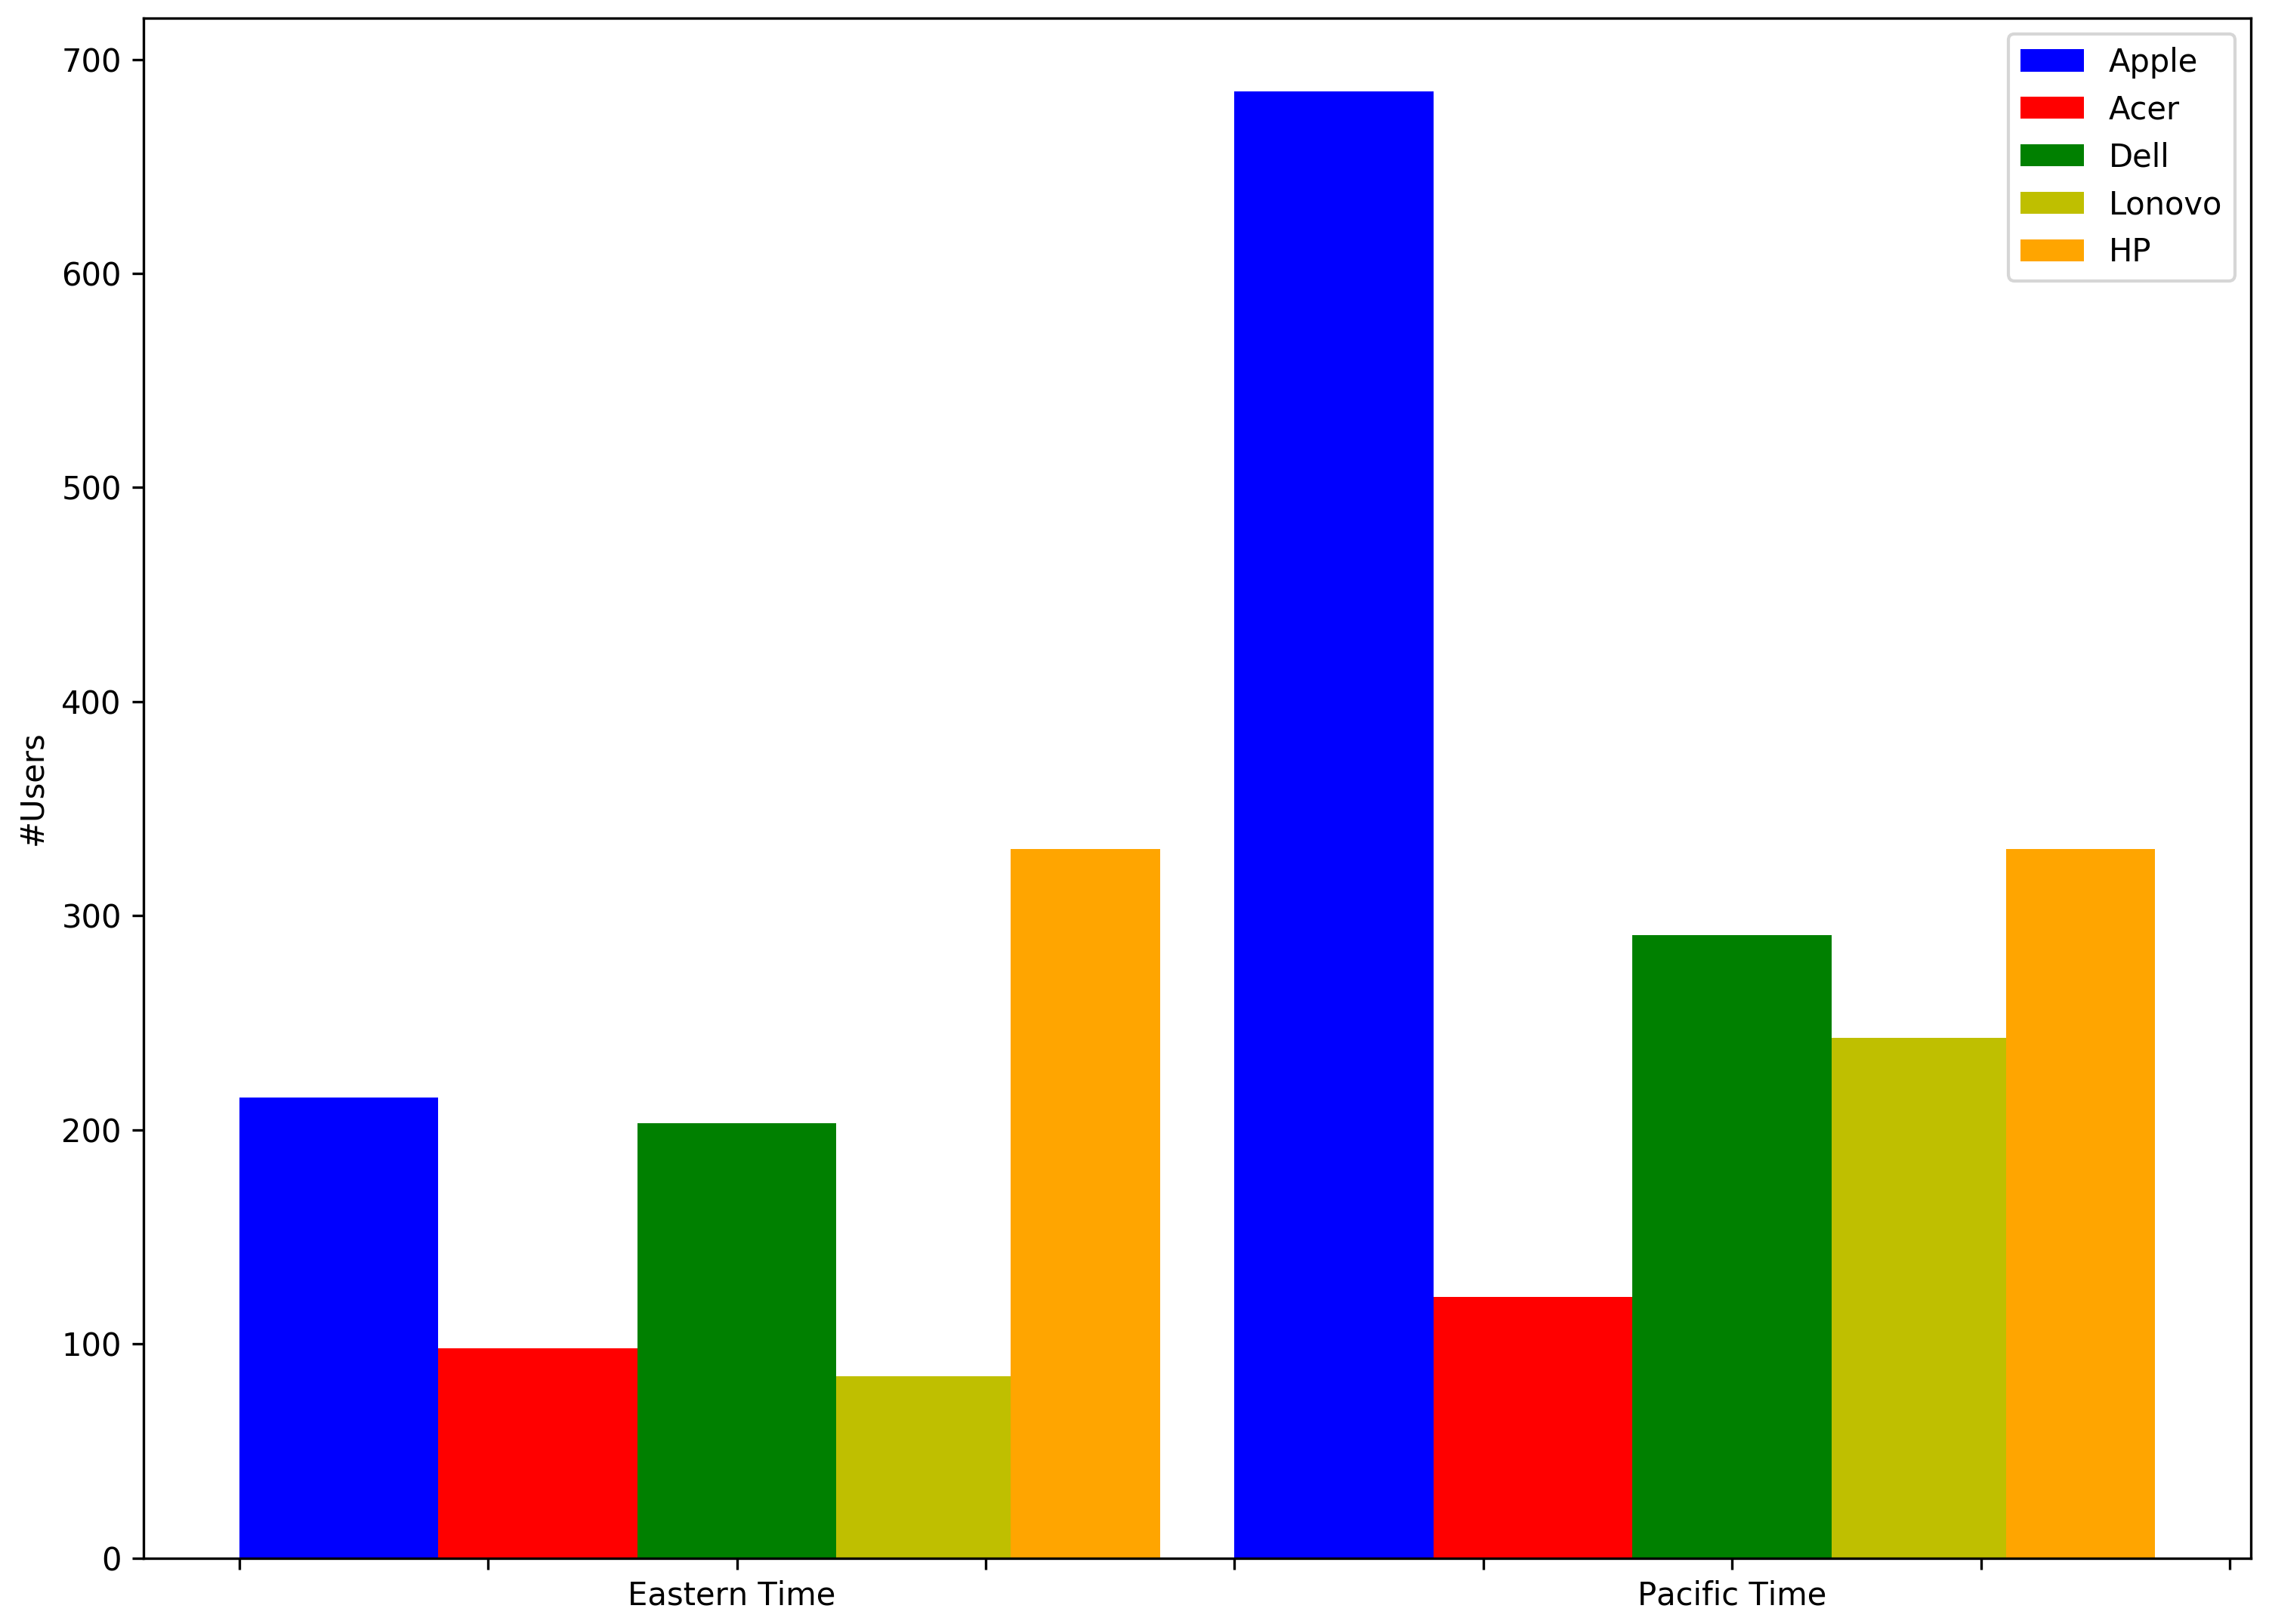 700
600
500
400
300
200
100
0
#Users
Eastern Time
Pacific Time
Apple
Acer
Dell
Lonovo
HP